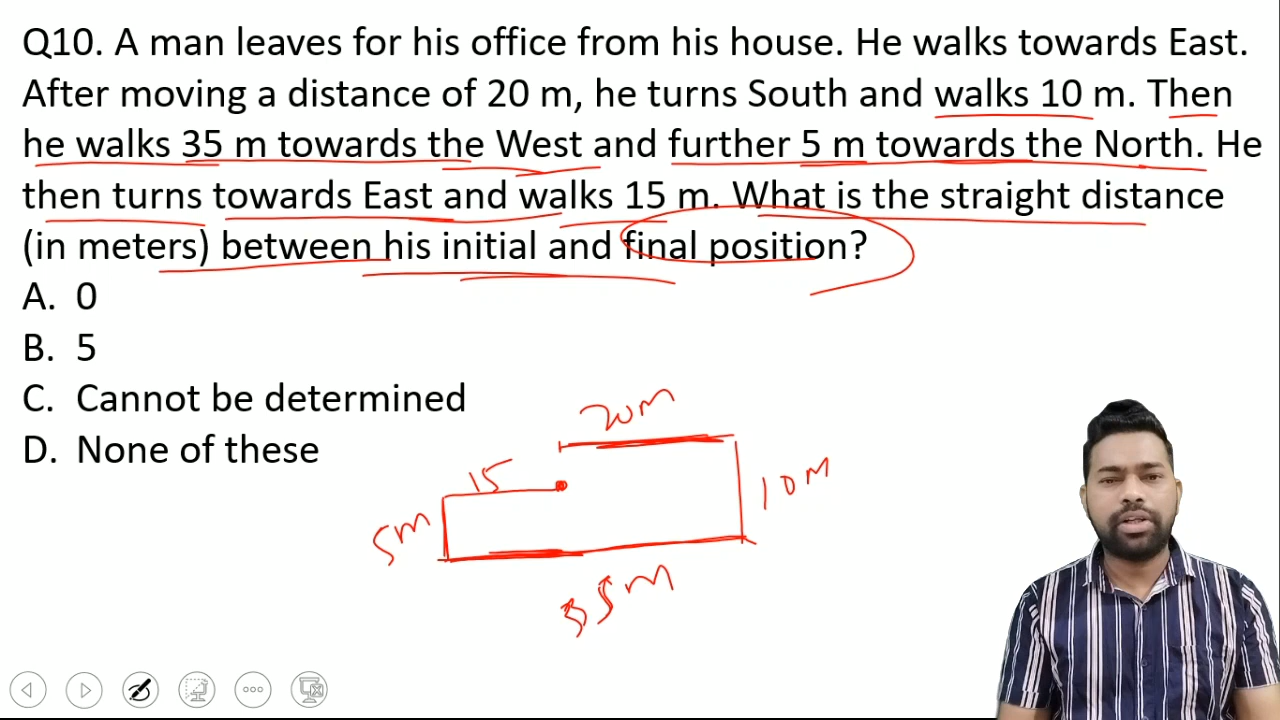 Q10. A man leaves for his office from his house. He walks towards East.
After moving a distance of 20 m, he turns South and walks 10 m. Then
he walks 35 m towards the West and further 5 m towards the North. He
then turns towards East and walks 15 m. What is the straight distance
(in meters) between his initial and final position?
A. 0
B. 5
C. Cannot be determined
D. None of these
20m
15
10m
5m
35m